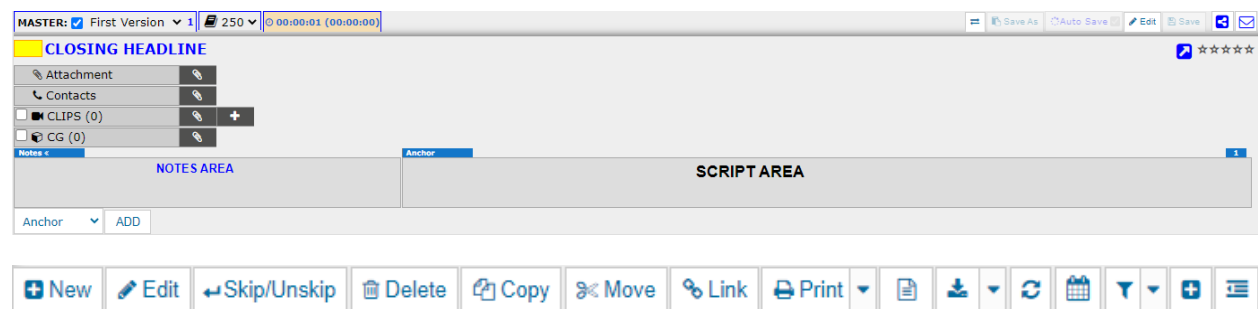 MASTER: First Version 1 250 00:00:01 (00:00:00) Save As Auto Save Edit Save
CLOSING HEADLINE
Attachment
Contacts
CLIPS (0)
CG (0)
Notes < Anchor 1
NOTES AREA SCRIPT AREA
Anchor ADD
New Edit Skip/Unskip Delete Copy Move Link Print